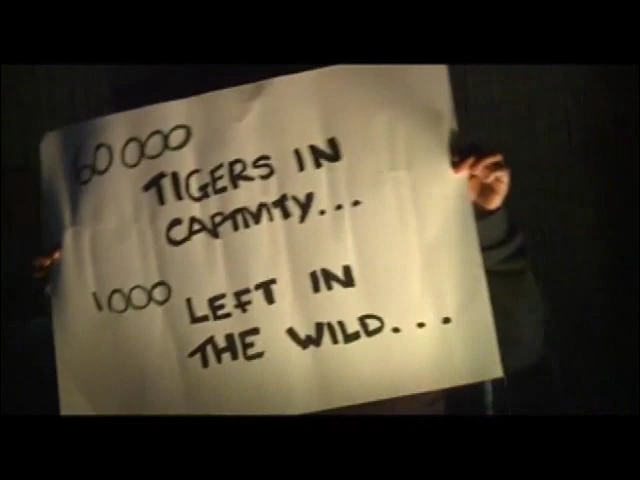 60 000
TIGERS IN
CAPTIVITY...
1000 LEFT IN
THE WILD...